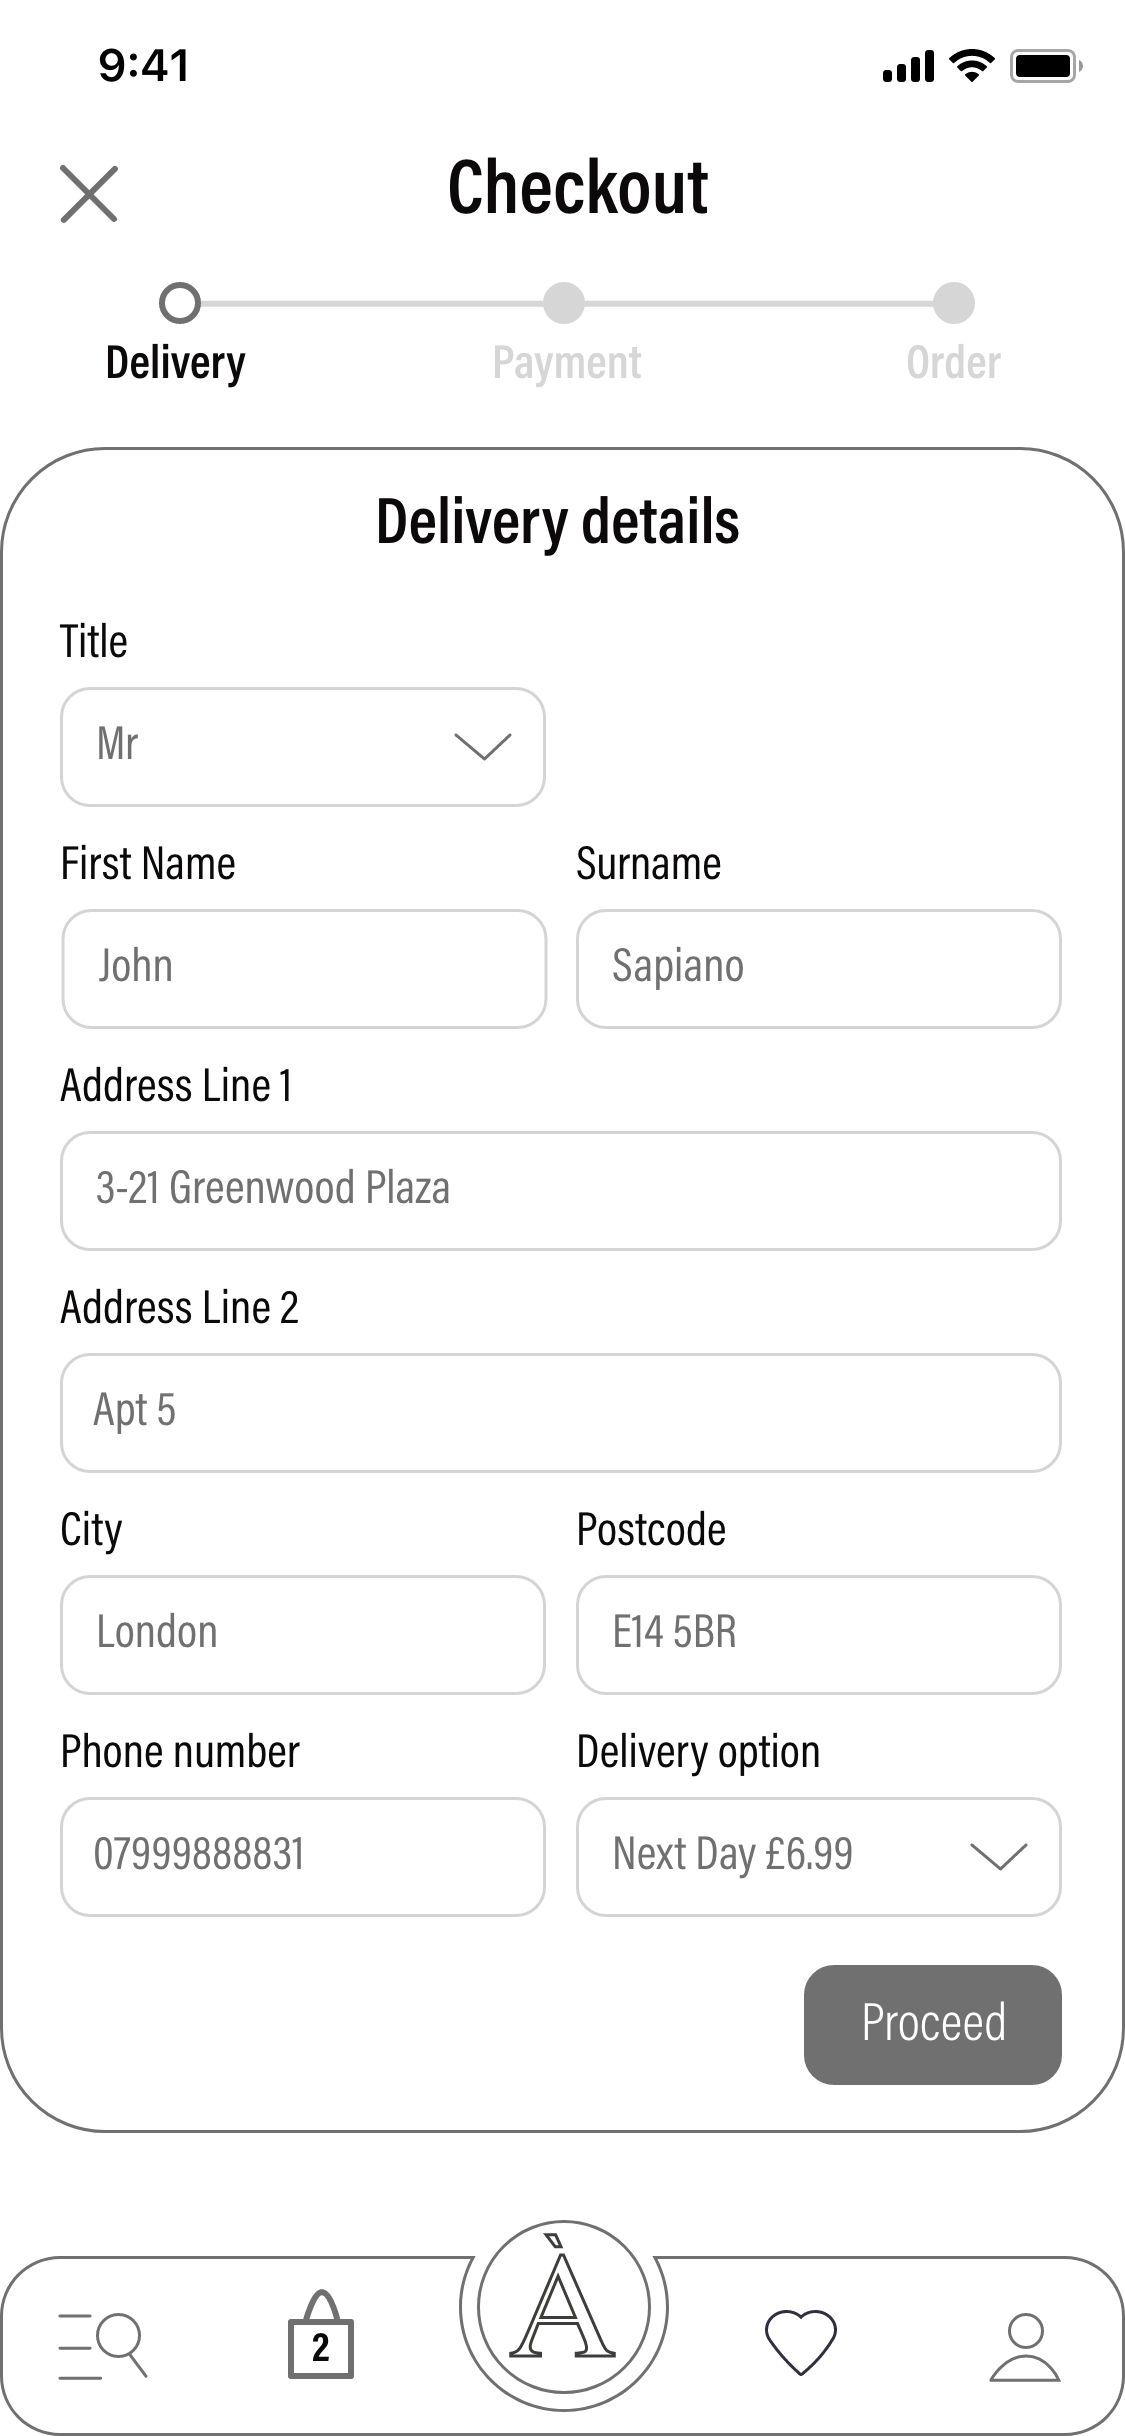 9:41
Checkout
Delivery Payment Order
Delivery details
Title
Mr
First Name Surname
John Sapiano
Address Line 1
3-21 Greenwood Plaza
Address Line 2
Apt 5
City Postcode
London E14 5BR
Phone number Delivery option
07999888831 Next Day £6.99
Proceed
2 À